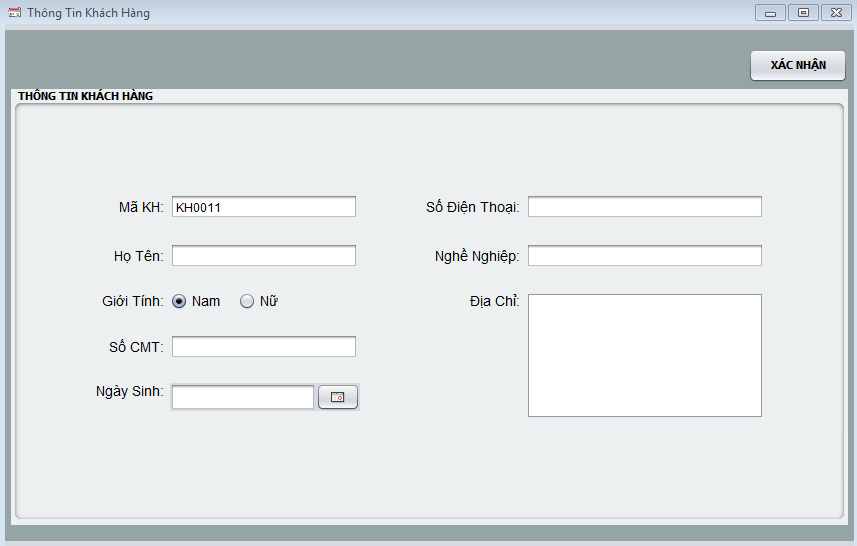 Thông Tin Khách Hàng
XÁC NHẬN
THÔNG TIN KHÁCH HÀNG
Mã KH: KH0011
Số Điện Thoại:
Họ Tên:
Nghề Nghiệp:
Giới Tính: Nam Nữ
Địa Chỉ:
Số CMT:
Ngày Sinh: